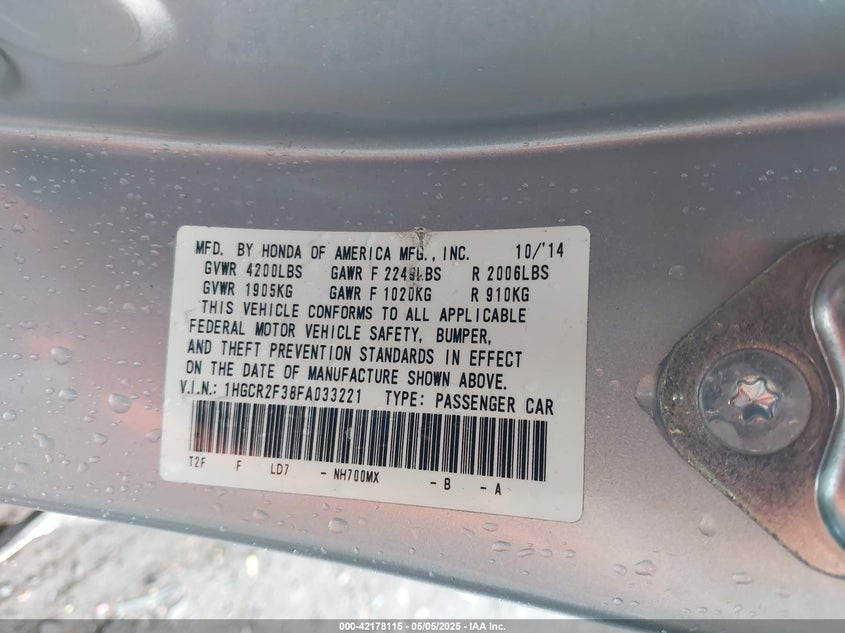 MFD. BY HONDA OF AMERICA MFG., INC. 10/'14
GVWR 4200LBS GAWR F 2249LBS R 2006LBS
GVWR 1905KG GAWR F 1020KG R 910KG
THIS VEHICLE CONFORMS TO ALL APPLICABLE
FEDERAL MOTOR VEHICLE SAFETY, BUMPER,
AND THEFT PREVENTION STANDARDS IN EFFECT
ON THE DATE OF MANUFACTURE SHOWN ABOVE.
V.I.N.: 1HGCR2F38FA033221 TYPE: PASSENGER CAR
T2F F LD7 - NH700MX - B - A
000-42178115 - 05/05/2025 - IAA Inc.